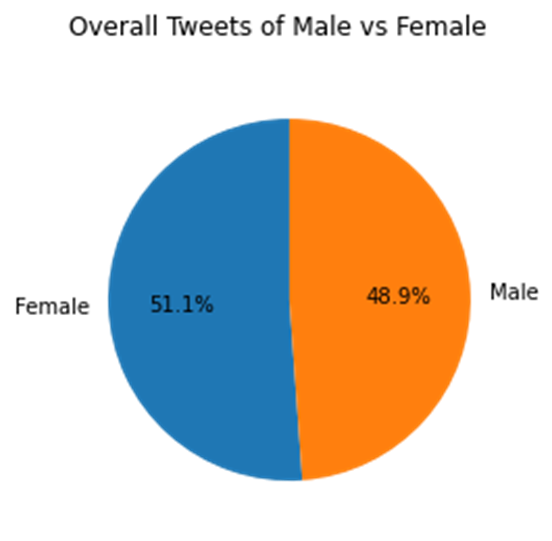 Overall Tweets of Male vs Female
Female
51.1%
48.9%
Male